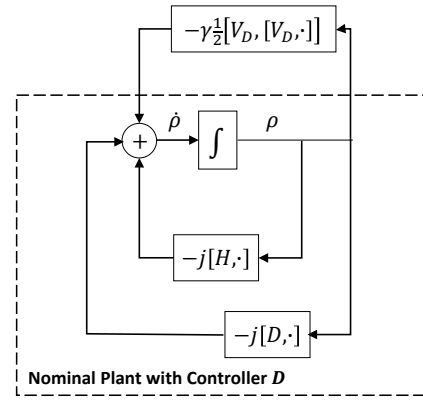 −γ½[V_D, [V_D,·]]
ρ̇
ρ
+
∫
−j[H,·]
−j[D,·]
Nominal Plant with Controller D